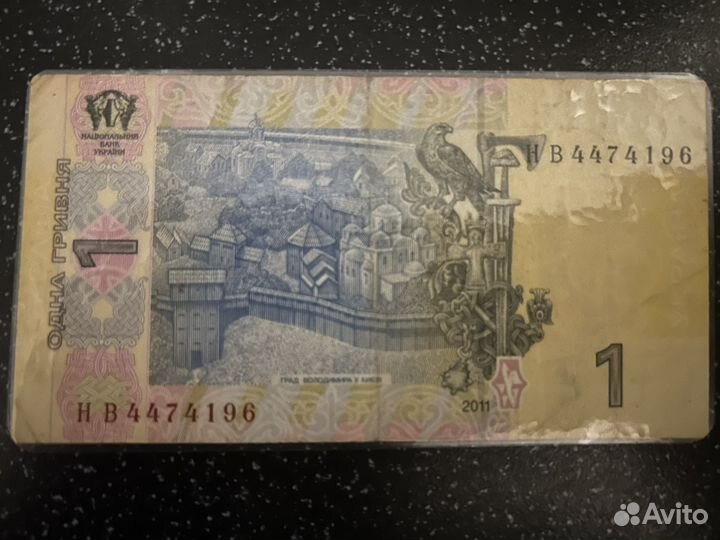 НАЦІОНАЛЬНИЙ
БАНК
УКРАЇНИ
ОДНА ГРИВНЯ
1
НВ4474196
ГРАД ВОЛОДИМИРА У КИЄВІ
2011
1
НВ4474196
Avito